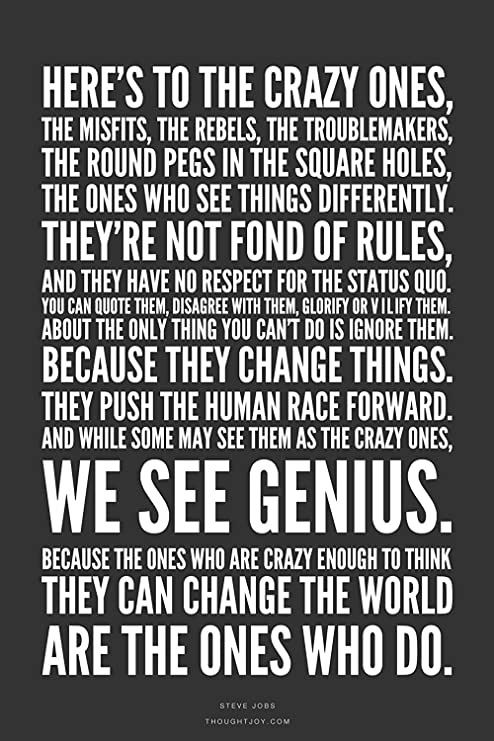 HERE'S TO THE CRAZY ONES,
THE MISFITS, THE REBELS, THE TROUBLEMAKERS,
THE ROUND PEGS IN THE SQUARE HOLES,
THE ONES WHO SEE THINGS DIFFERENTLY.
THEY'RE NOT FOND OF RULES,
AND THEY HAVE NO RESPECT FOR THE STATUS QUO.
YOU CAN QUOTE THEM, DISAGREE WITH THEM, GLORIFY OR V I L IFY THEM.
ABOUT THE ONLY THING YOU CAN'T DO IS IGNORE THEM.
BECAUSE THEY CHANGE THINGS.
THEY PUSH THE HUMAN RACE FORWARD.
AND WHILE SOME MAY SEE THEM AS THE CRAZY ONES,
WE SEE GENIUS.
BECAUSE THE ONES WHO ARE CRAZY ENOUGH TO THINK
THEY CAN CHANGE THE WORLD
ARE THE ONES WHO DO.
STEVE JOBS
THOUGHTJOY.COM